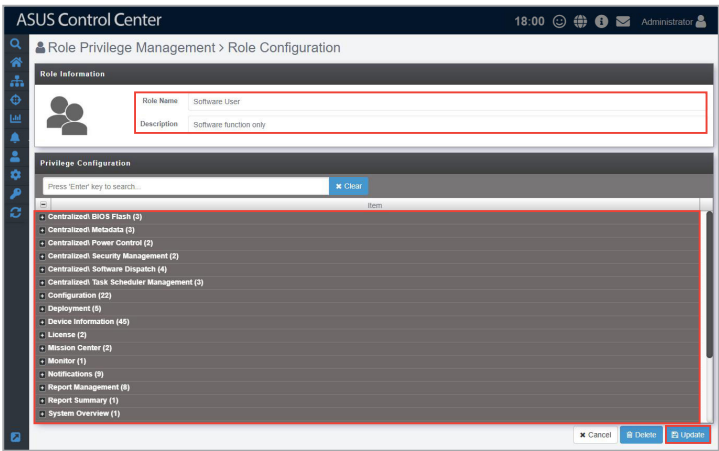 ASUS Control Center
18:00
Administrator
Role Privilege Management > Role Configuration
Role Information
Role Name
Software User
Description
Software function only
Privilege Configuration
Press 'Enter' key to search...
Clear
Item
Centralized\ BIOS Flash (3)
Centralized\ Metadata (3)
Centralized\ Power Control (2)
Centralized\ Security Management (2)
Centralized\ Software Dispatch (4)
Centralized\ Task Scheduler Management (3)
Configuration (22)
Deployment (5)
Device Information (45)
License (2)
Mission Center (2)
Monitor (1)
Notifications (9)
Report Management (8)
Report Summary (1)
System Overview (1)
Cancel
Delete
Update